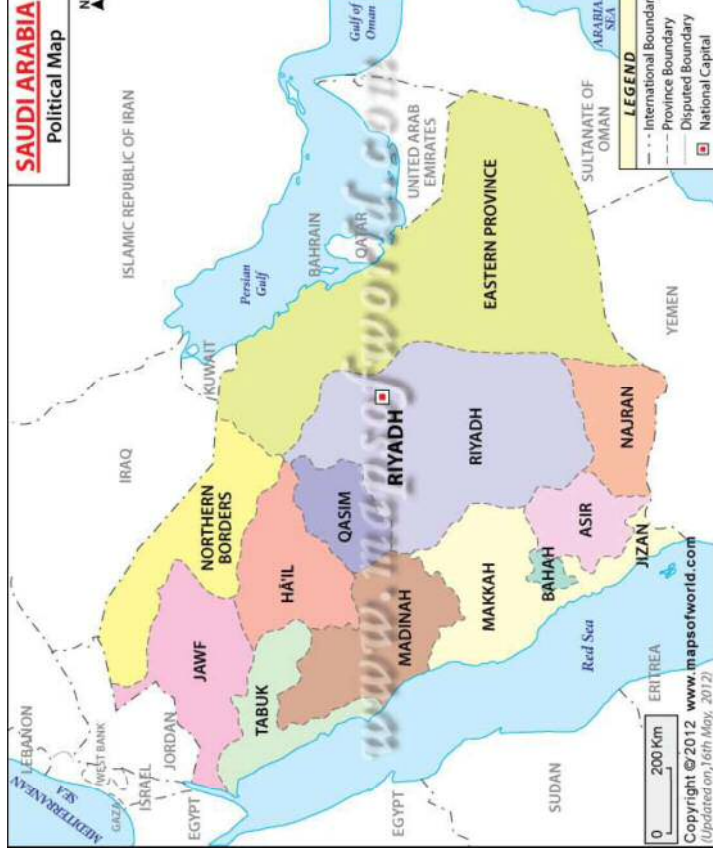 SAUDI ARABIA
Political Map
N
LEBANON
MEDITERRANEAN
SEA
GAZA
WEST BANK
ISRAEL
JORDAN
EGYPT
IRAQ
ISLAMIC REPUBLIC OF IRAN
KUWAIT
Persian
Gulf
BAHRAIN
QATAR
Gulf of
Oman
UNITED ARAB
EMIRATES
SULTANATE OF
OMAN
ARABIAN
SEA
YEMEN
ERITREA
SUDAN
EGYPT
Red Sea
JAWF
NORTHERN
BORDERS
TABUK
HÂ'IL
QASIM
MADINAH
RIYADH
RIYADH
EASTERN PROVINCE
MAKKAH
BAHAH
ASIR
JIZAN
NAJRAN
www.mapsofworld.com
LEGEND
International Boundar
Province Boundary
Disputed Boundary
National Capital
0 200 Km
Copyright ©2012 www.mapsofworld.com
(Updated on,16th May, 2012)